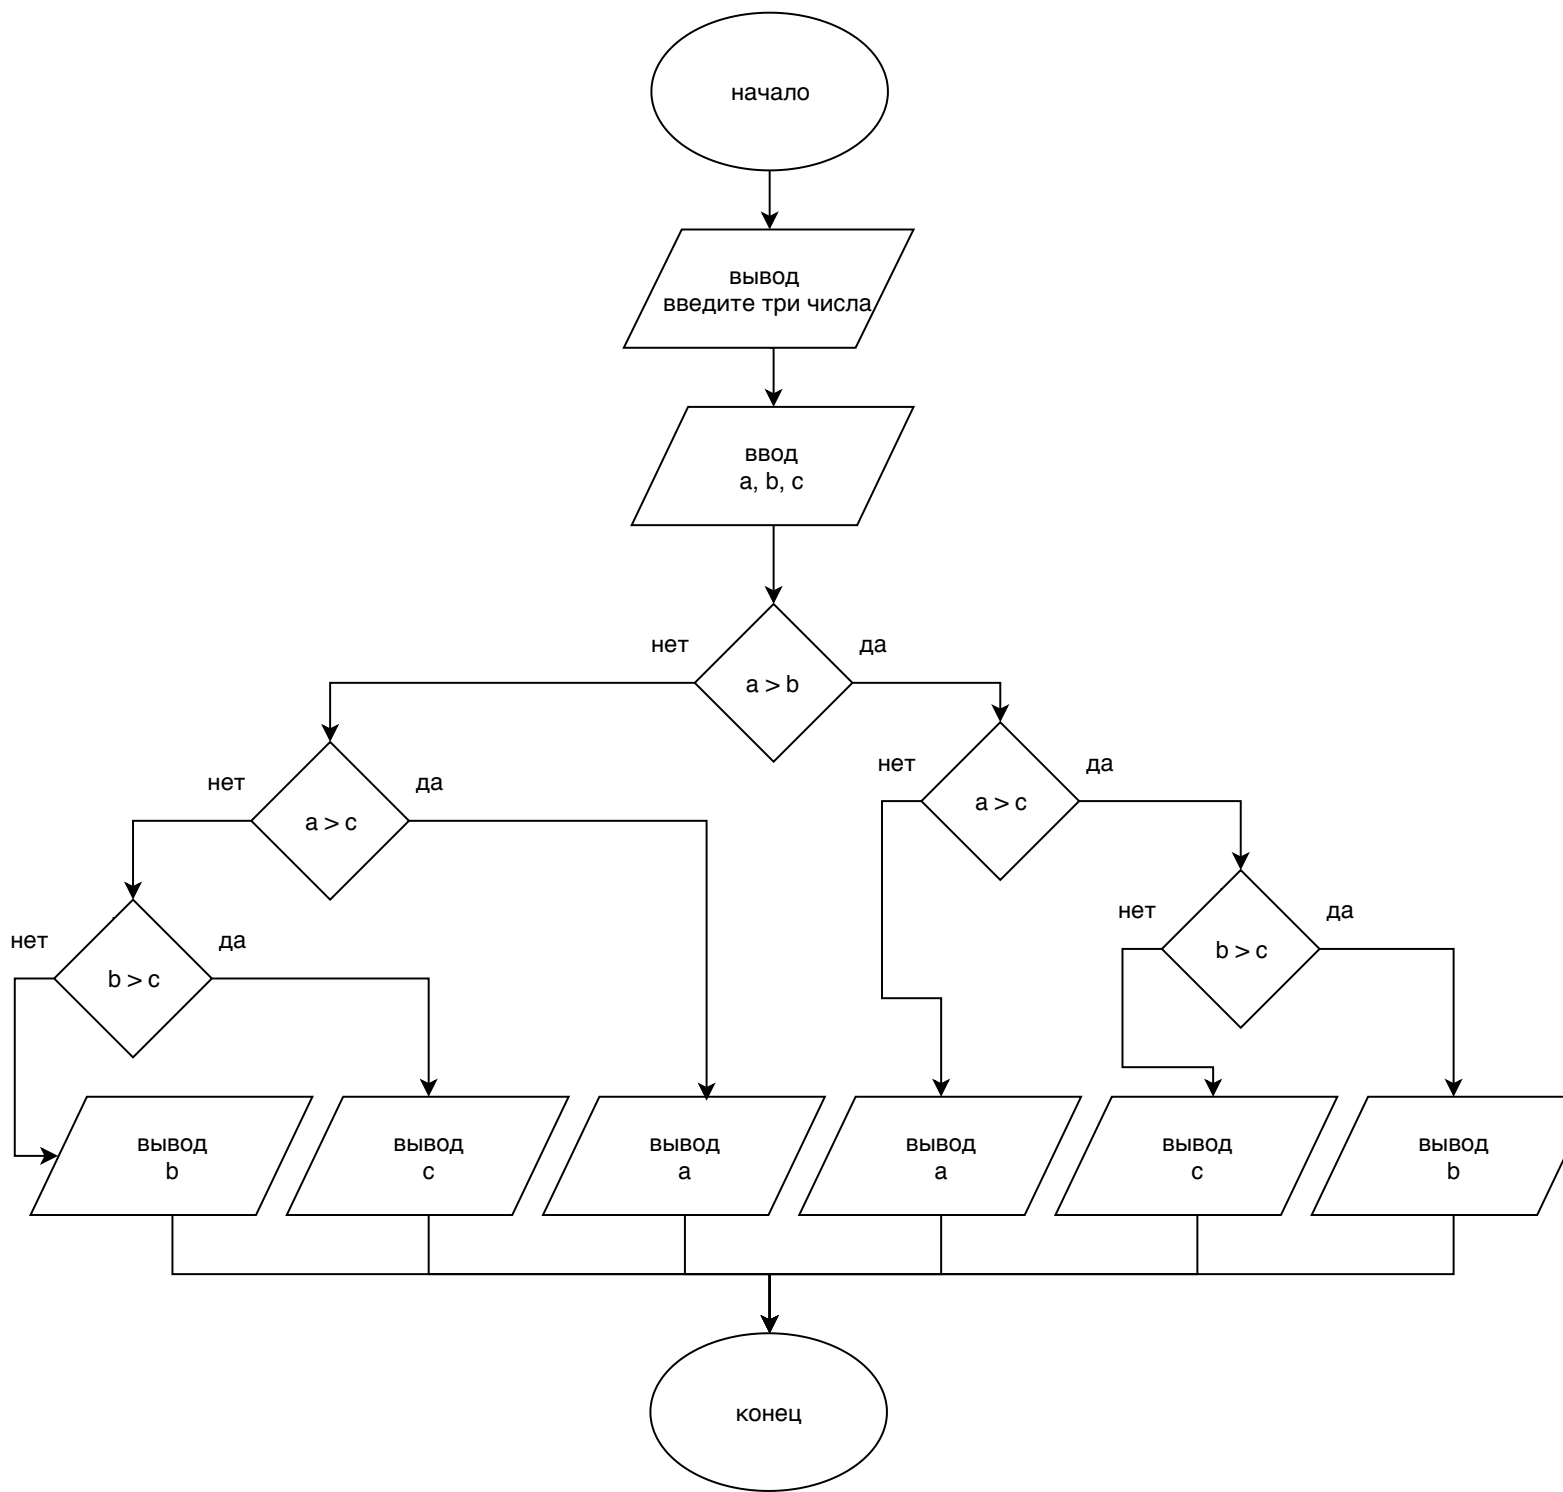 начало
вывод
введите три числа
ввод
a, b, c
нет
да
a > b
нет
да
a > c
нет
да
a > c
нет
да
b > c
нет
да
b > c
вывод
b
вывод
c
вывод
a
вывод
a
вывод
c
вывод
b
конец